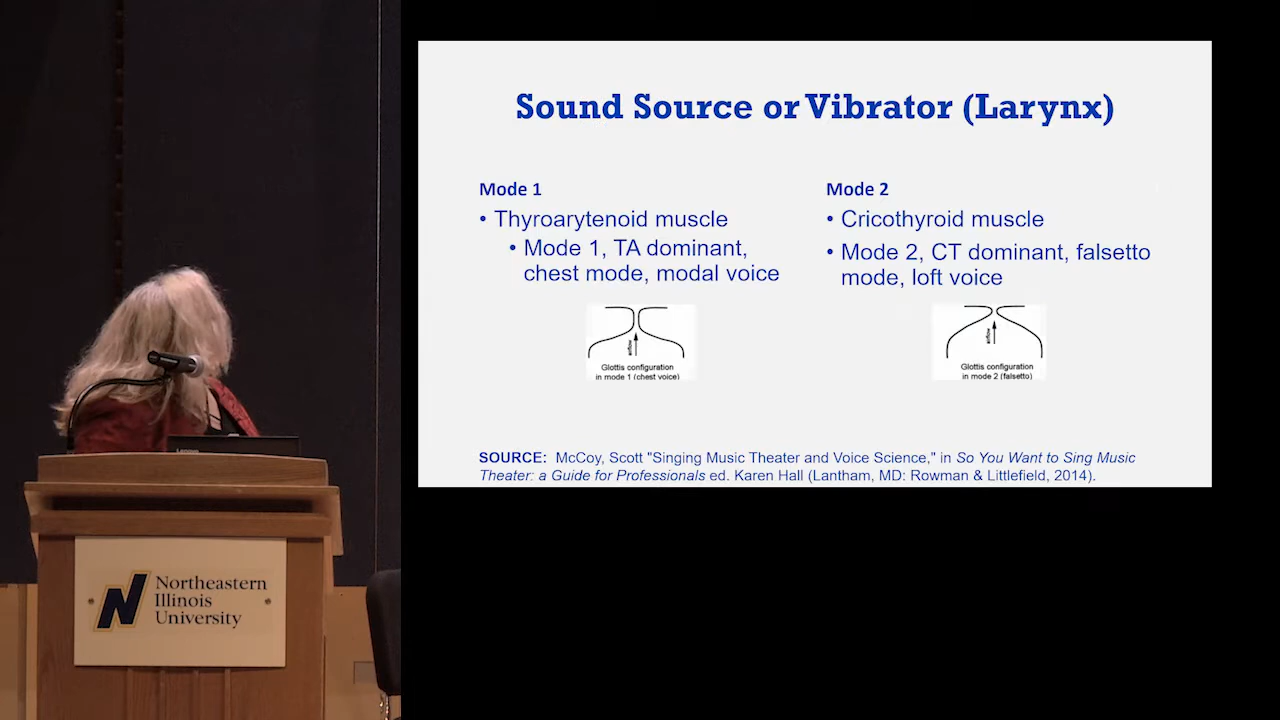 Sound Source or Vibrator (Larynx)
Mode 1
• Thyroarytenoid muscle
• Mode 1, TA dominant,
chest mode, modal voice
airflow
Glottis configuration
in mode 1 (chest voice)
Mode 2
• Cricothyroid muscle
• Mode 2, CT dominant, falsetto
mode, loft voice
airflow
Glottis configuration
in mode 2 (falsetto)
SOURCE: McCoy, Scott "Singing Music Theater and Voice Science," in So You Want to Sing Music
Theater: a Guide for Professionals ed. Karen Hall (Lantham, MD: Rowman & Littlefield, 2014).
Lenovo
N
Northeastern
Illinois
University